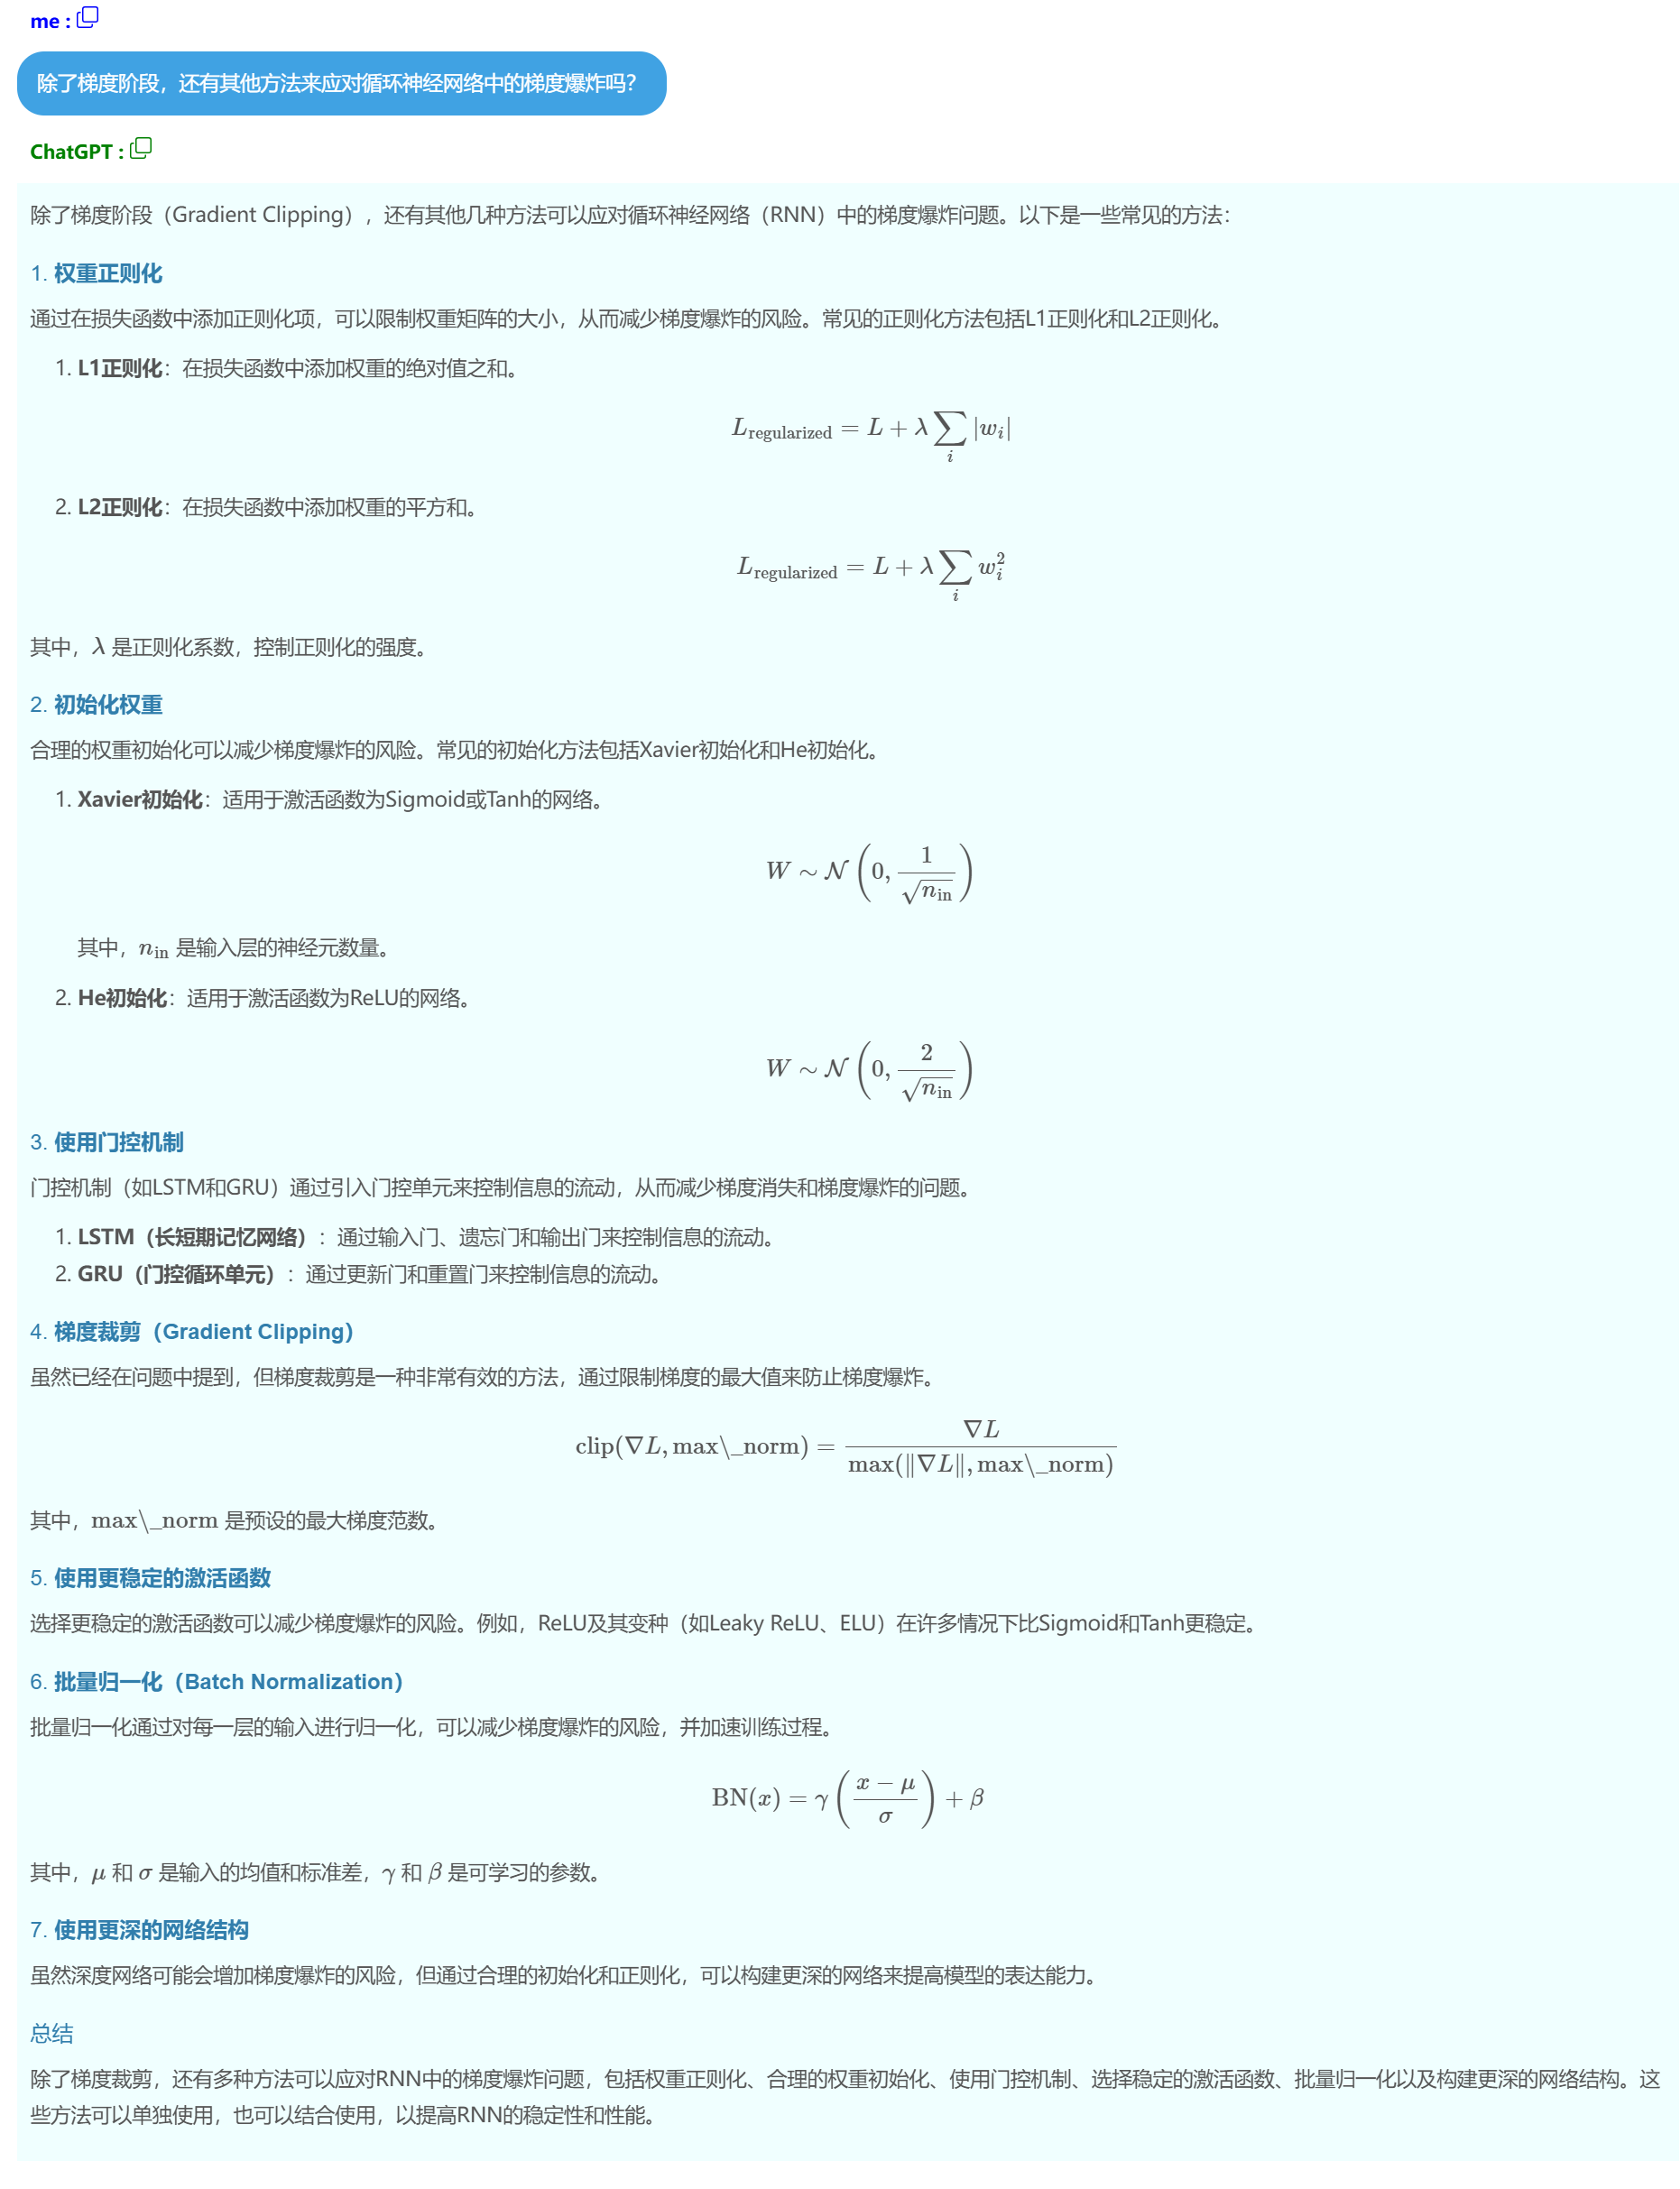 me :
除了梯度阶段，还有其他方法来应对循环神经网络中的梯度爆炸吗？
ChatGPT :
除了梯度阶段（Gradient Clipping），还有其他几种方法可以应对循环神经网络（RNN）中的梯度爆炸问题。以下是一些常见的方法：
1. 权重正则化
通过在损失函数中添加正则化项，可以限制权重矩阵的大小，从而减少梯度爆炸的风险。常见的正则化方法包括L1正则化和L2正则化。
1. L1正则化：在损失函数中添加权重的绝对值之和。
$$L_{\text{regularized}} = L + \lambda \sum_{i} |w_i|$$
2. L2正则化：在损失函数中添加权重的平方和。
$$L_{\text{regularized}} = L + \lambda \sum_{i} w_i^2$$
其中，λ 是正则化系数，控制正则化的强度。
2. 初始化权重
合理的权重初始化可以减少梯度爆炸的风险。常见的初始化方法包括Xavier初始化和He初始化。
1. Xavier初始化：适用于激活函数为Sigmoid或Tanh的网络。
$$W \sim \mathcal{N}\left(0, \frac{1}{\sqrt{n_{\text{in}}}}\right)$$
其中，$n_{\text{in}}$ 是输入层的神经元数量。
2. He初始化：适用于激活函数为ReLU的网络。
$$W \sim \mathcal{N}\left(0, \frac{2}{\sqrt{n_{\text{in}}}}\right)$$
3. 使用门控机制
门控机制（如LSTM和GRU）通过引入门控单元来控制信息的流动，从而减少梯度消失和梯度爆炸的问题。
1. LSTM（长短期记忆网络）：通过输入门、遗忘门和输出门来控制信息的流动。
2. GRU（门控循环单元）：通过更新门和重置门来控制信息的流动。
4. 梯度裁剪（Gradient Clipping）
虽然已经在问题中提到，但梯度裁剪是一种非常有效的方法，通过限制梯度的最大值来防止梯度爆炸。
$$\text{clip}(\nabla L, \text{max\textbackslash\_norm}) = \frac{\nabla L}{\max(\|\nabla L\|, \text{max\textbackslash\_norm})}$$
其中，max\_norm 是预设的最大梯度范数。
5. 使用更稳定的激活函数
选择更稳定的激活函数可以减少梯度爆炸的风险。例如，ReLU及其变种（如Leaky ReLU、ELU）在许多情况下比Sigmoid和Tanh更稳定。
6. 批量归一化（Batch Normalization）
批量归一化通过对每一层的输入进行归一化，可以减少梯度爆炸的风险，并加速训练过程。
$$\text{BN}(x) = \gamma \left(\frac{x - \mu}{\sigma}\right) + \beta$$
其中，μ 和 σ 是输入的均值和标准差，γ 和 β 是可学习的参数。
7. 使用更深的网络结构
虽然深度网络可能会增加梯度爆炸的风险，但通过合理的初始化和正则化，可以构建更深的网络来提高模型的表达能力。
总结
除了梯度裁剪，还有多种方法可以应对RNN中的梯度爆炸问题，包括权重正则化、合理的权重初始化、使用门控机制、选择稳定的激活函数、批量归一化以及构建更深的网络结构。这
些方法可以单独使用，也可以结合使用，以提高RNN的稳定性和性能。